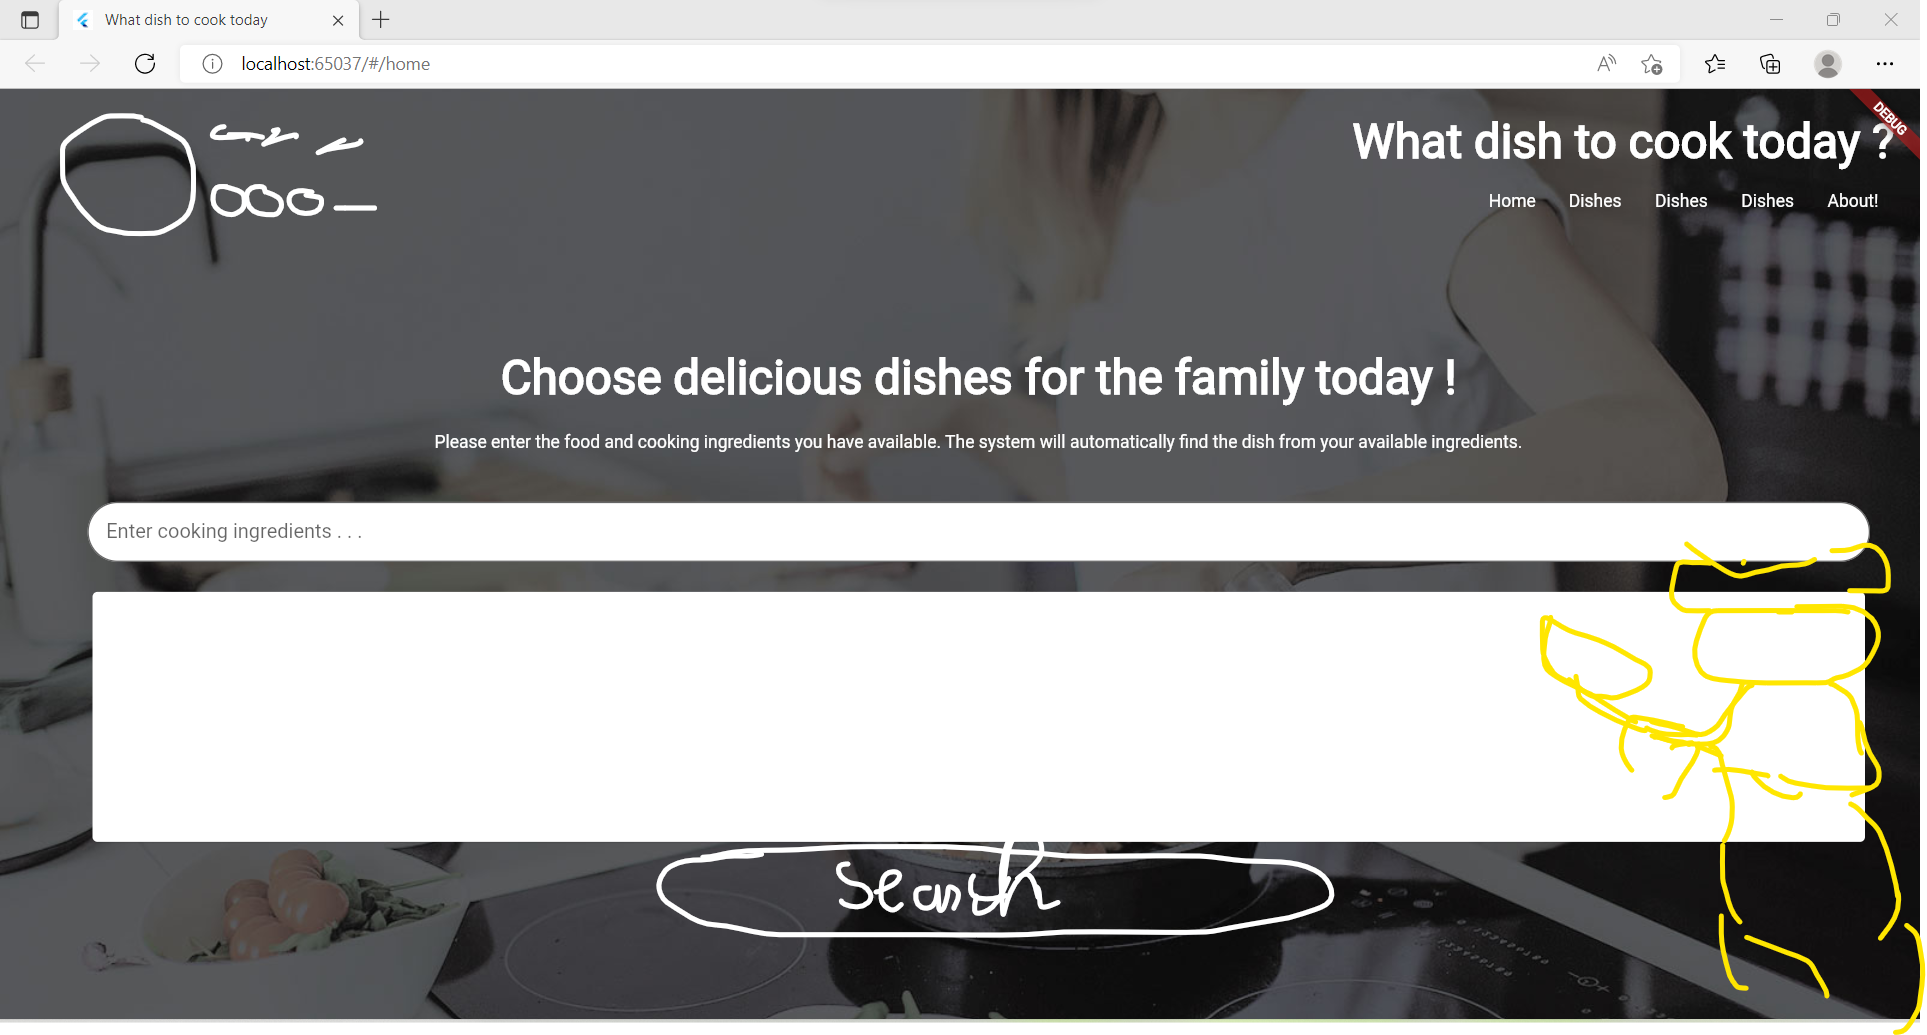 What dish to cook today
localhost:65037/#/home
DEBUG
What dish to cook today ?
Home Dishes Dishes Dishes About!
Choose delicious dishes for the family today !
Please enter the food and cooking ingredients you have available. The system will automatically find the dish from your available ingredients.
Enter cooking ingredients . . .
Search